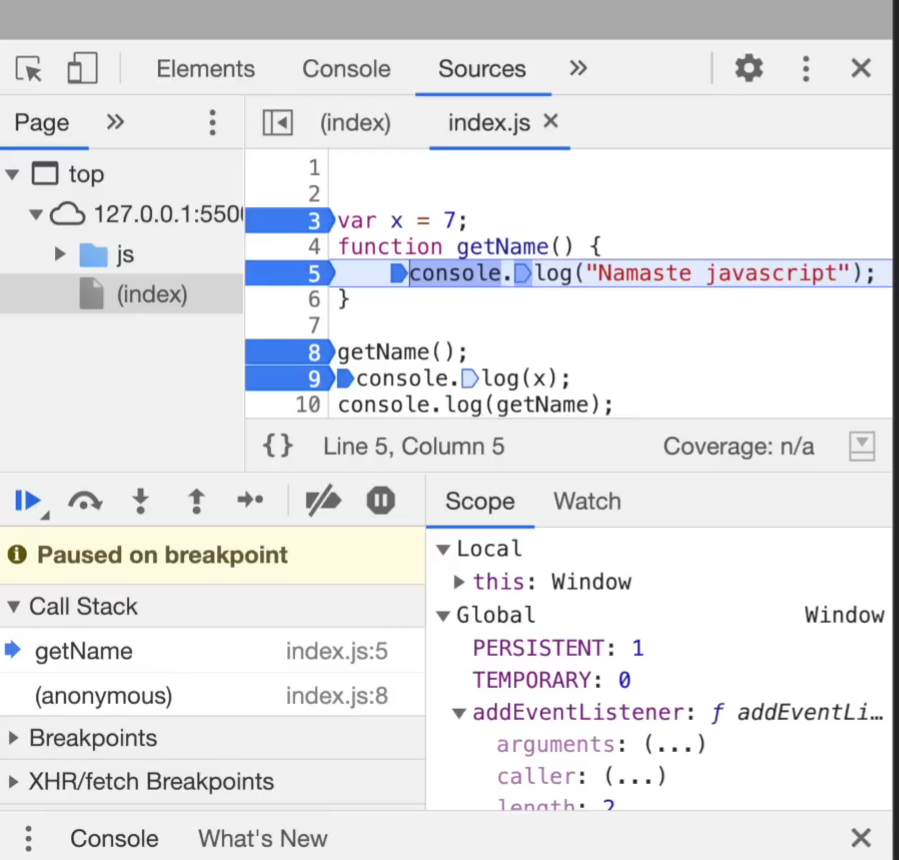 Elements Console Sources »
Page »
(index) index.js ×
top
127.0.0.1:550
js
(index)
1
2
3 var x = 7;
4 function getName() {
5 console.log("Namaste javascript");
6 }
7
8 getName();
9 console.log(x);
10 console.log(getName);
{} Line 5, Column 5 Coverage: n/a
Paused on breakpoint
Call Stack
getName index.js:5
(anonymous) index.js:8
Breakpoints
XHR/fetch Breakpoints
Scope Watch
Local
this: Window
Global Window
PERSISTENT: 1
TEMPORARY: 0
addEventListener: ƒ addEventLi…
arguments: (...)
caller: (...)
length: 2
Console What's New